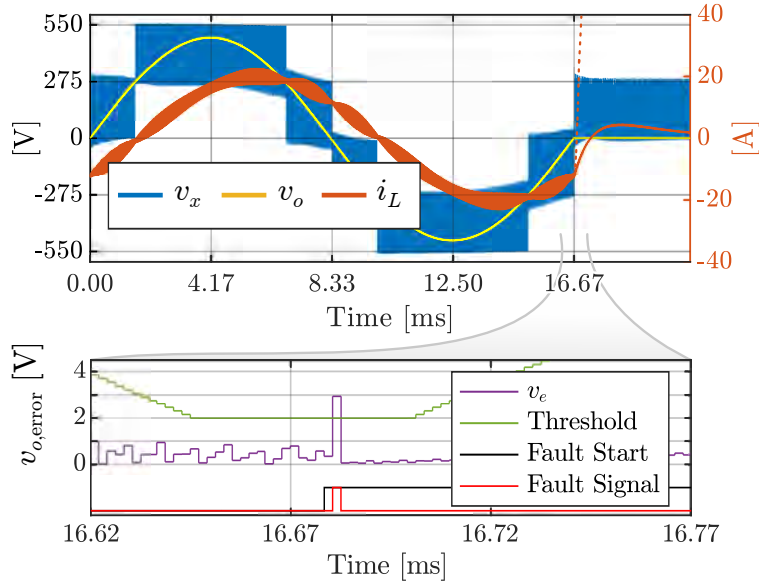 550
275
0
-275
-550
[V]
40
20
0
-20
-40
[A]
v_x
v_o
i_L
0.00 4.17 8.33 12.50 16.67
Time [ms]
v_{o,error} [V]
4
2
0
v_e
Threshold
Fault Start
Fault Signal
16.62 16.67 16.72 16.77
Time [ms]